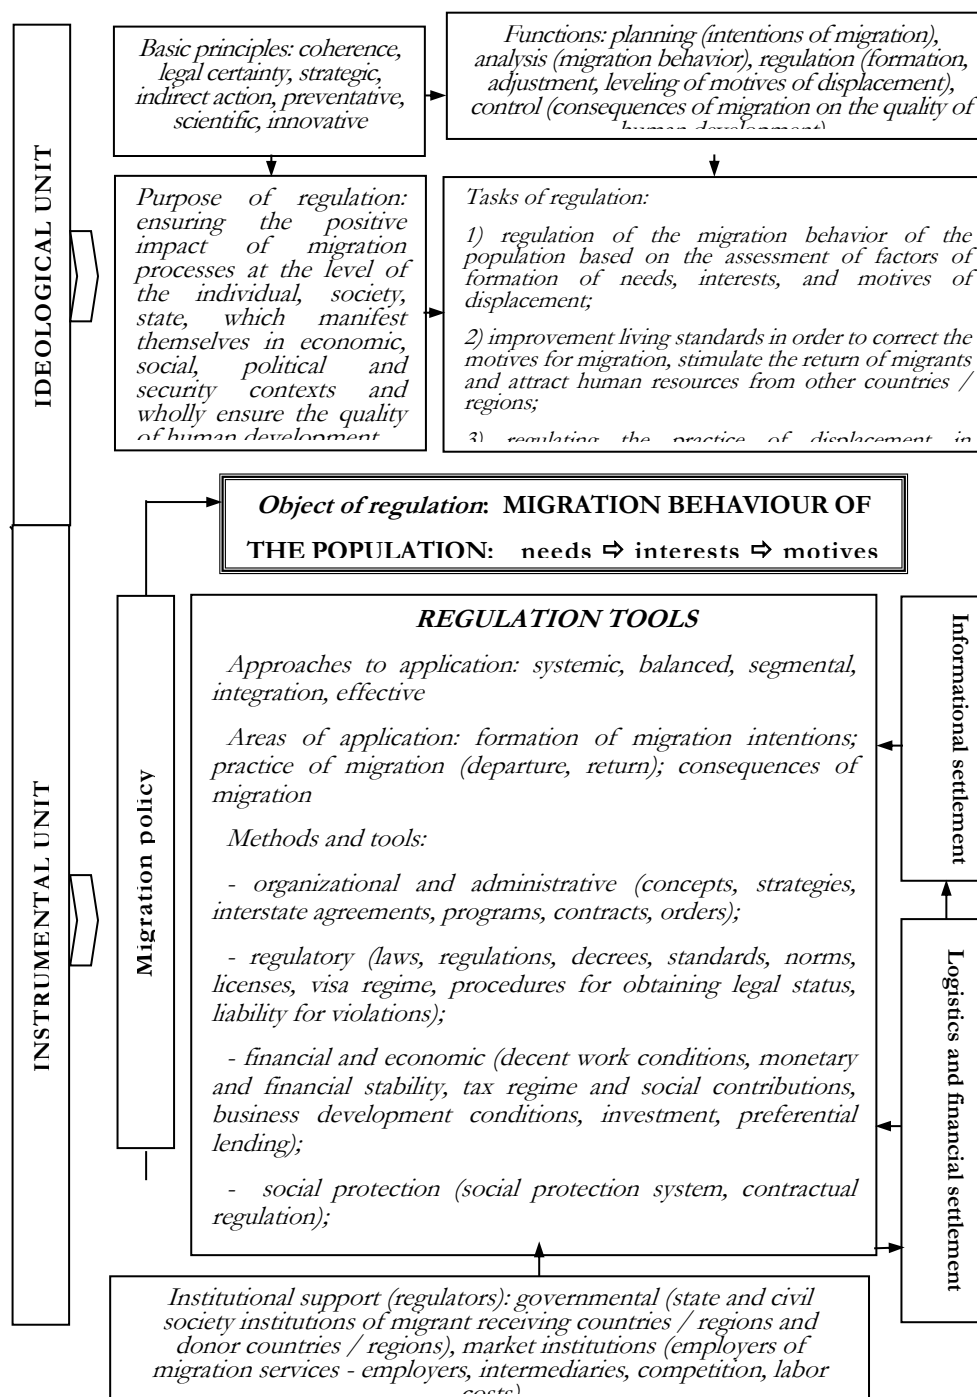 IDEOLOGICAL UNIT
Basic principles: coherence,
legal certainty, strategic,
indirect action, preventative,
scientific, innovative
Functions: planning (intentions of migration),
analysis (migration behavior), regulation (formation,
adjustment, leveling of motives of displacement),
control (consequences of migration on the quality of
human development)
Purpose of regulation:
ensuring the positive
impact of migration
processes at the level of
the individual, society,
state, which manifest
themselves in economic,
social, political and
security contexts and
wholly ensure the quality
of human development
Tasks of regulation:
1) regulation of the migration behavior of the
population based on the assessment of factors of
formation of needs, interests, and motives of
displacement;
2) improvement living standards in order to correct the
motives for migration, stimulate the return of migrants
and attract human resources from other countries /
regions;
3) regulating the practice of displacement in
INSTRUMENTAL UNIT
Object of regulation: MIGRATION BEHAVIOUR OF
THE POPULATION: needs ⇨ interests ⇨ motives
Migration policy
REGULATION TOOLS
Approaches to application: systemic, balanced, segmental,
integration, effective
Areas of application: formation of migration intentions;
practice of migration (departure, return); consequences of
migration
Methods and tools:
- organizational and administrative (concepts, strategies,
interstate agreements, programs, contracts, orders);
- regulatory (laws, regulations, decrees, standards, norms,
licenses, visa regime, procedures for obtaining legal status,
liability for violations);
- financial and economic (decent work conditions, monetary
and financial stability, tax regime and social contributions,
business development conditions, investment, preferential
lending);
- social protection (social protection system, contractual
regulation);
Informational settlement
Logistics and financial settlement
Institutional support (regulators): governmental (state and civil
society institutions of migrant receiving countries / regions and
donor countries / regions), market institutions (employers of
migration services - employers, intermediaries, competition, labor
costs)